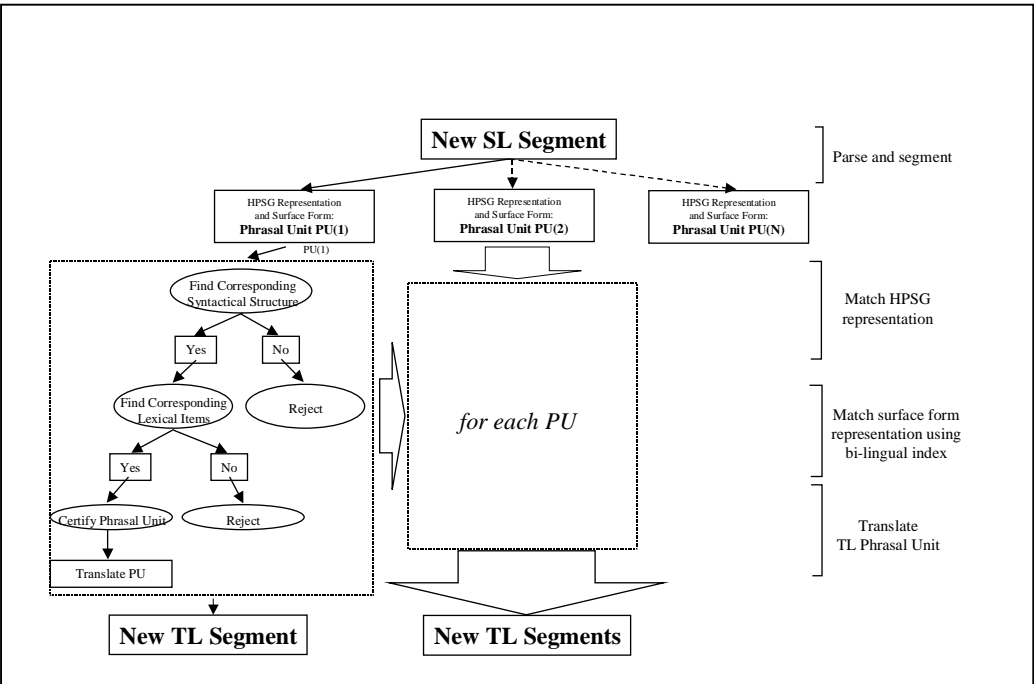 New SL Segment
Parse and segment
HPSG Representation
and Surface Form:
Phrasal Unit PU(1)
HPSG Representation
and Surface Form:
Phrasal Unit PU(2)
HPSG Representation
and Surface Form:
Phrasal Unit PU(N)
PU(1)
Find Corresponding
Syntactical Structure
Yes
No
Find Corresponding
Lexical Items
Reject
Yes
No
Certify Phrasal Unit
Reject
Translate PU
for each PU
Match HPSG
representation
Match surface form
representation using
bi-lingual index
Translate
TL Phrasal Unit
New TL Segment
New TL Segments